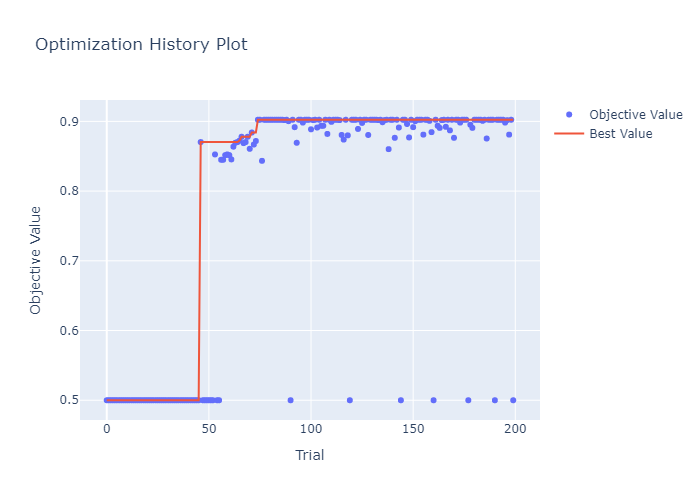 Optimization History Plot
Objective Value
Best Value
0.9
0.8
0.7
0.6
0.5
Objective Value
0
50
100
150
200
Trial